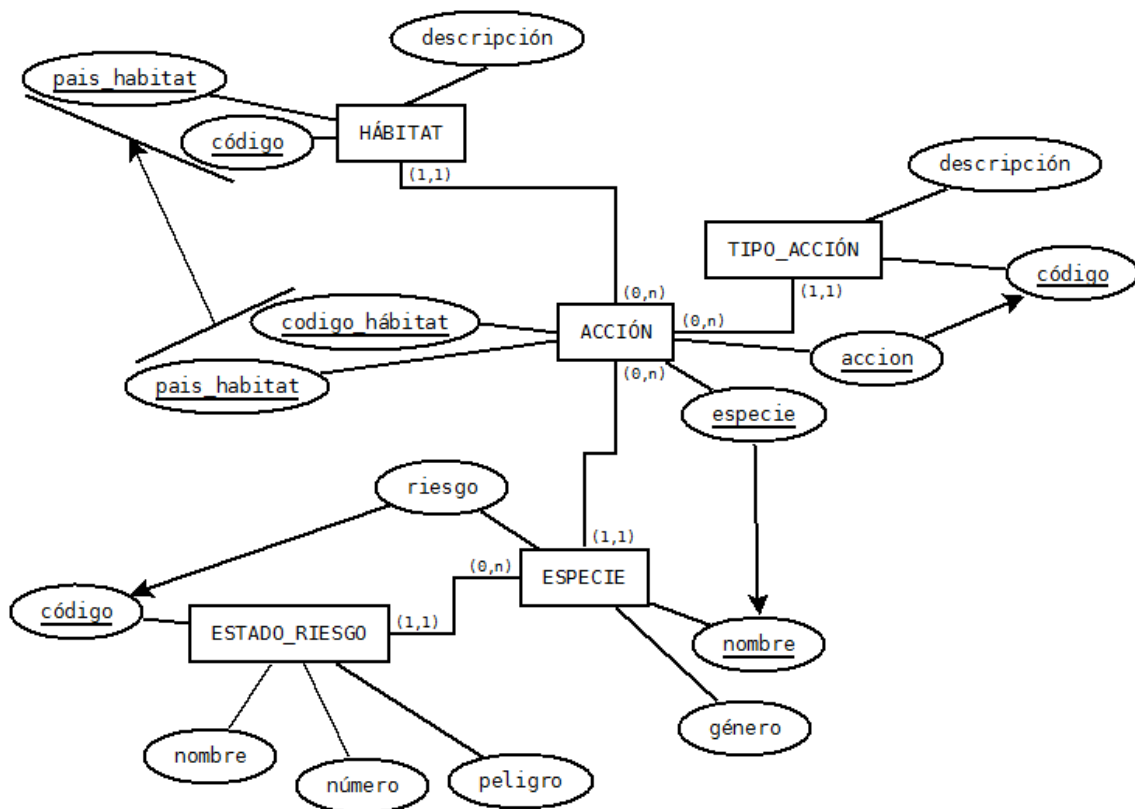 descripción
pais_habitat
código
HÁBITAT
(1,1)
descripción
TIPO_ACCIÓN
código
(1,1)
(0,n)
codigo_hábitat
ACCIÓN
(0,n)
accion
(0,n)
pais_habitat
especie
riesgo
(1,1)
(0,n)
ESPECIE
código
ESTADO_RIESGO
(1,1)
nombre
género
nombre
número
peligro